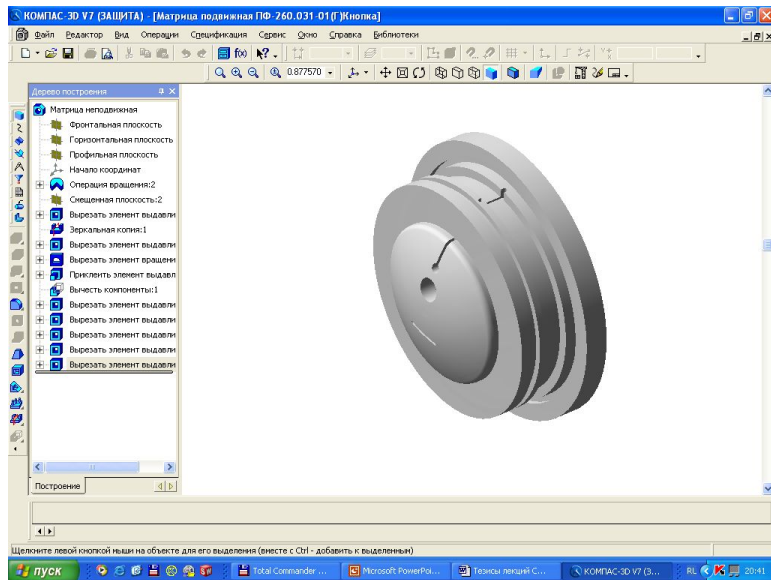 КОМПАС-3D V7 (ЗАЩИТА) - [Матрица подвижная ПФ-260.031-01(Г)Кнопка]
Файл Редактор Вид Операции Спецификация Сервис Окно Справка Библиотеки
f(x)
0.877570
Дерево построения
Матрица неподвижная
Фронтальная плоскость
Горизонтальная плоскость
Профильная плоскость
Начало координат
Операция вращения:2
Смещенная плоскость:2
Вырезать элемент выдавли
Зеркальная копия:1
Вырезать элемент выдавли
Вырезать элемент вращени
Приклеить элемент выдавл
Вычесть компоненты:1
Вырезать элемент выдавли
Вырезать элемент выдавли
Вырезать элемент выдавли
Вырезать элемент выдавли
Вырезать элемент выдавли
Построение
Щелкните левой кнопкой мыши на объекте для его выделения (вместе с Ctrl - добавить к выделенным)
пуск Total Commander ... Microsoft PowerPoi... Тезисы лекций С... КОМПАС-3D V7 (З... RL 20:41